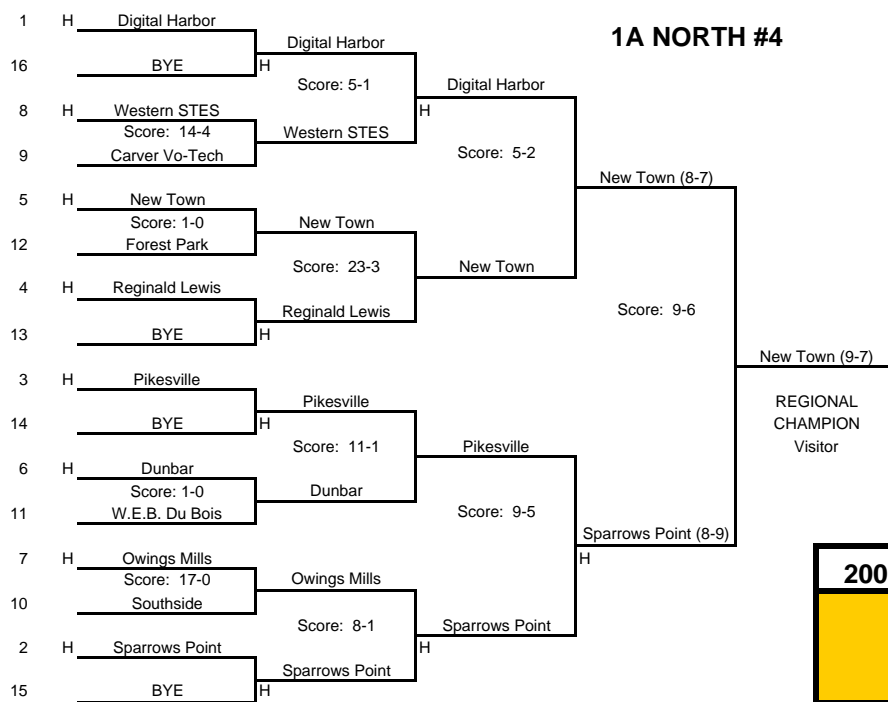 1A NORTH #4
1 H Digital Harbor
Digital Harbor
16 BYE H
Score: 5-1
Digital Harbor
8 H Western STES H
Score: 14-4
Western STES
9 Carver Vo-Tech
Score: 5-2
New Town (8-7)
5 H New Town
Score: 1-0
New Town
12 Forest Park
Score: 23-3
New Town
4 H Reginald Lewis
Reginald Lewis
Score: 9-6
13 BYE H
New Town (9-7)
3 H Pikesville
Pikesville
REGIONAL
CHAMPION
Visitor
14 BYE H
Score: 11-1
Pikesville
6 H Dunbar
Score: 1-0
Dunbar
11 W.E.B. Du Bois
Score: 9-5
Sparrows Point (8-9)
H
7 H Owings Mills
Score: 17-0
Owings Mills
10 Southside
Score: 8-1
Sparrows Point
2 H Sparrows Point H
Sparrows Point
15 BYE H
200